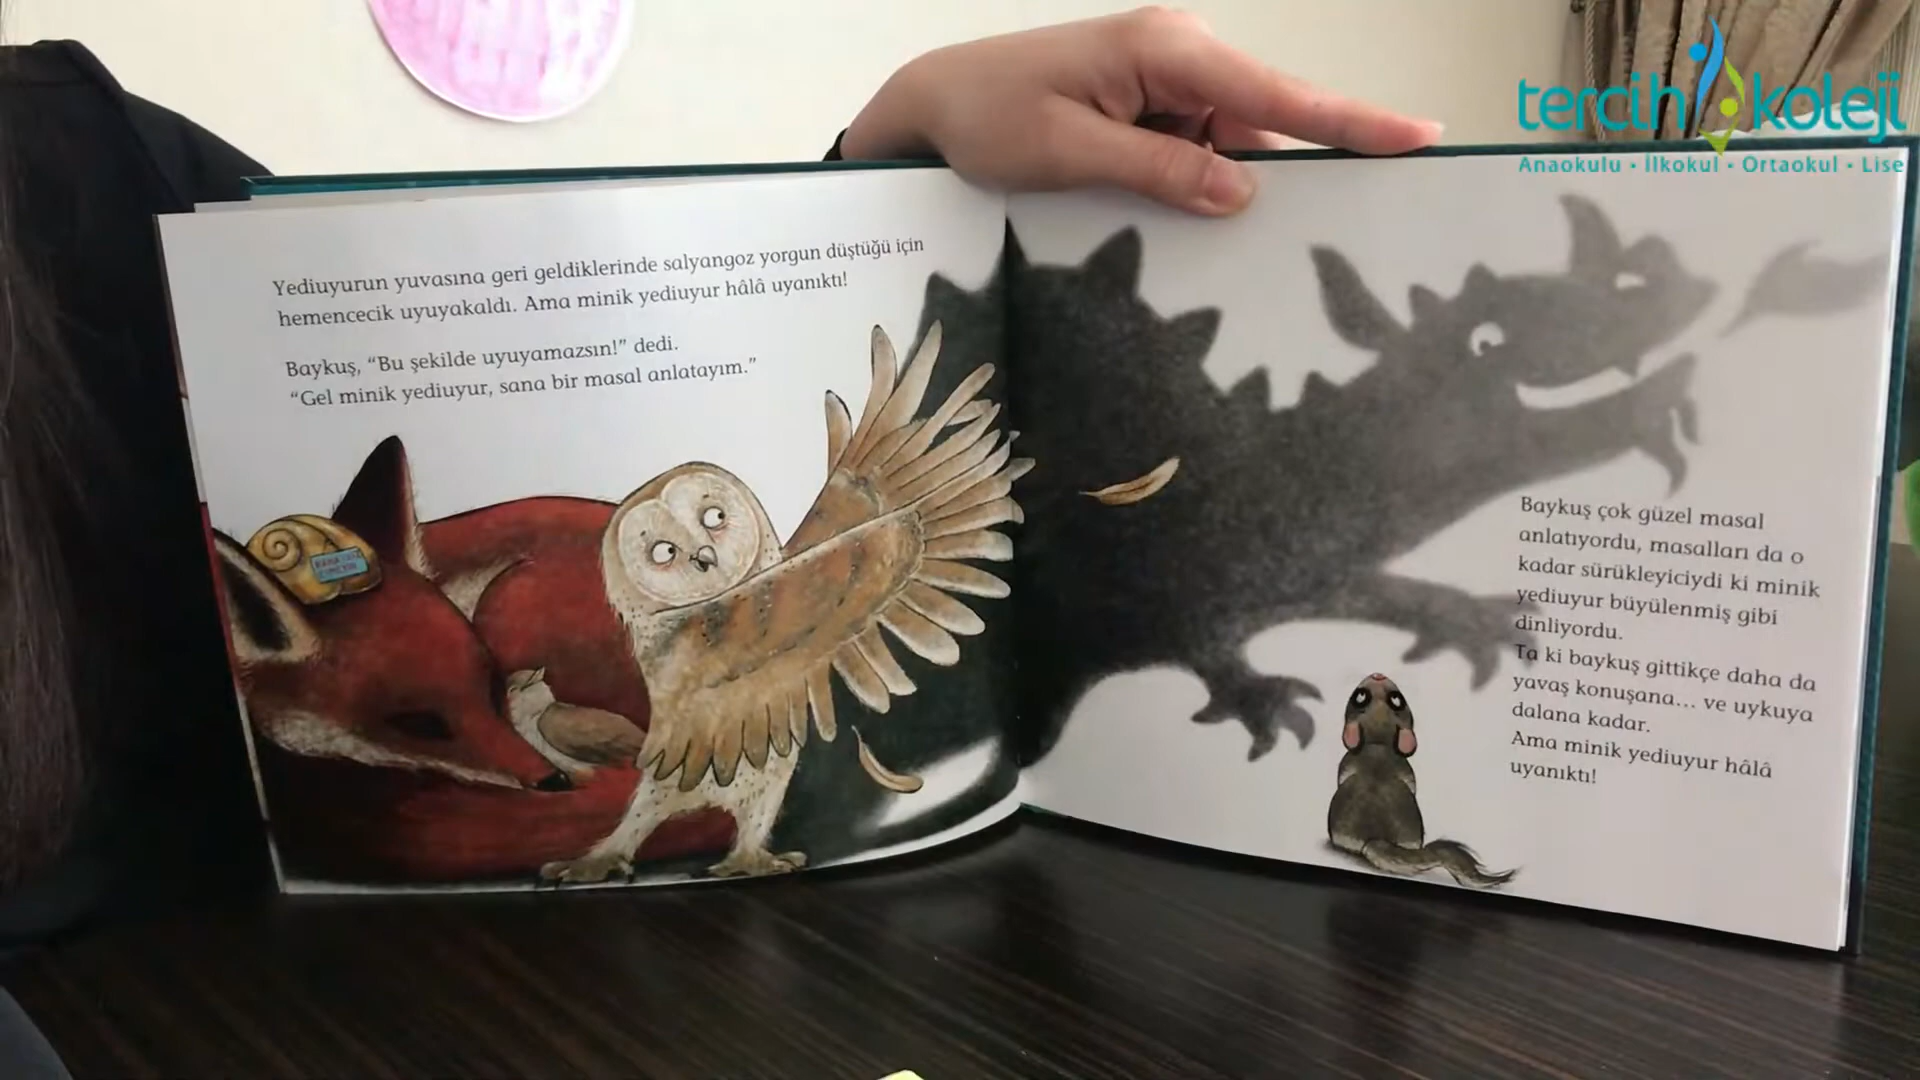 Yediuyurun yuvasına geri geldiklerinde salyangoz yorgun düştüğü için
hemencecik uyuyakaldı. Ama minik yediuyur hâlâ uyanıktı!
Baykuş, “Bu şekilde uyuyamazsın!” dedi.
“Gel minik yediuyur, sana bir masal anlatayım.”
Baykuş çok güzel masal
anlatıyordu, masalları da o
kadar sürükleyiciydi ki minik
yediuyur büyülenmiş gibi
dinliyordu.
Ta ki baykuş gittikçe daha da
yavaş konuşana... ve uykuya
dalana kadar.
Ama minik yediuyur hâlâ
uyanıktı!
tercih koleji
Anaokulu • İlkokul • Ortaokul • Lise